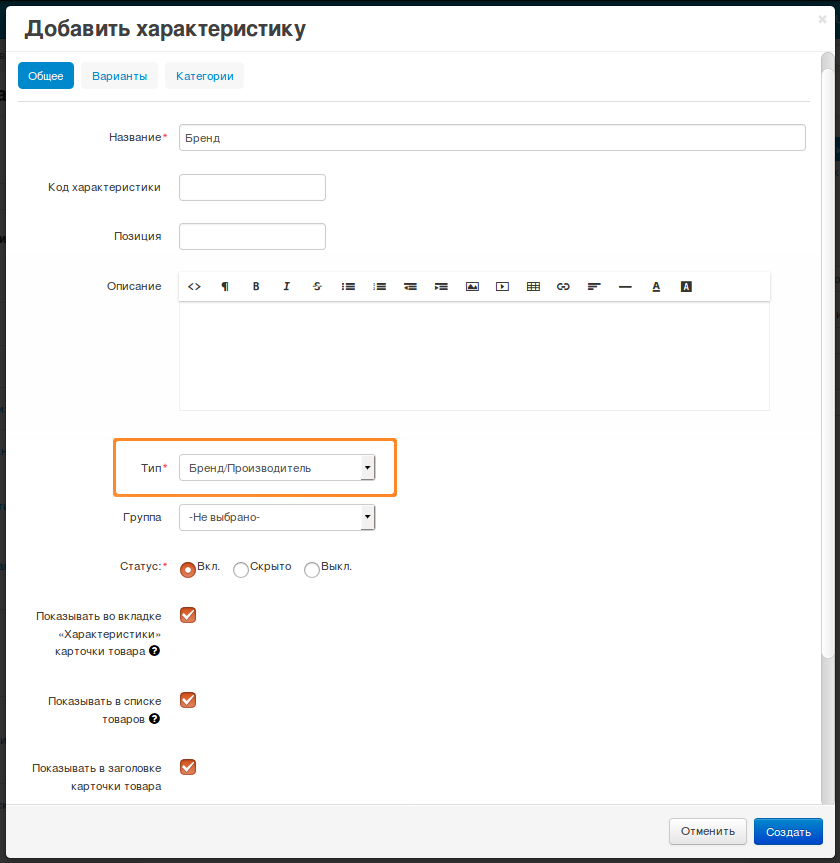 Добавить характеристику
Общее Варианты Категории
Название* Бренд
Код характеристики
Позиция
Описание
Тип* Бренд/Производитель
Группа -Не выбрано-
Статус:* Вкл. Скрыто Выкл.
Показывать во вкладке
«Характеристики»
карточки товара
Показывать в списке
товаров
Показывать в заголовке
карточки товара
Отменить Создать